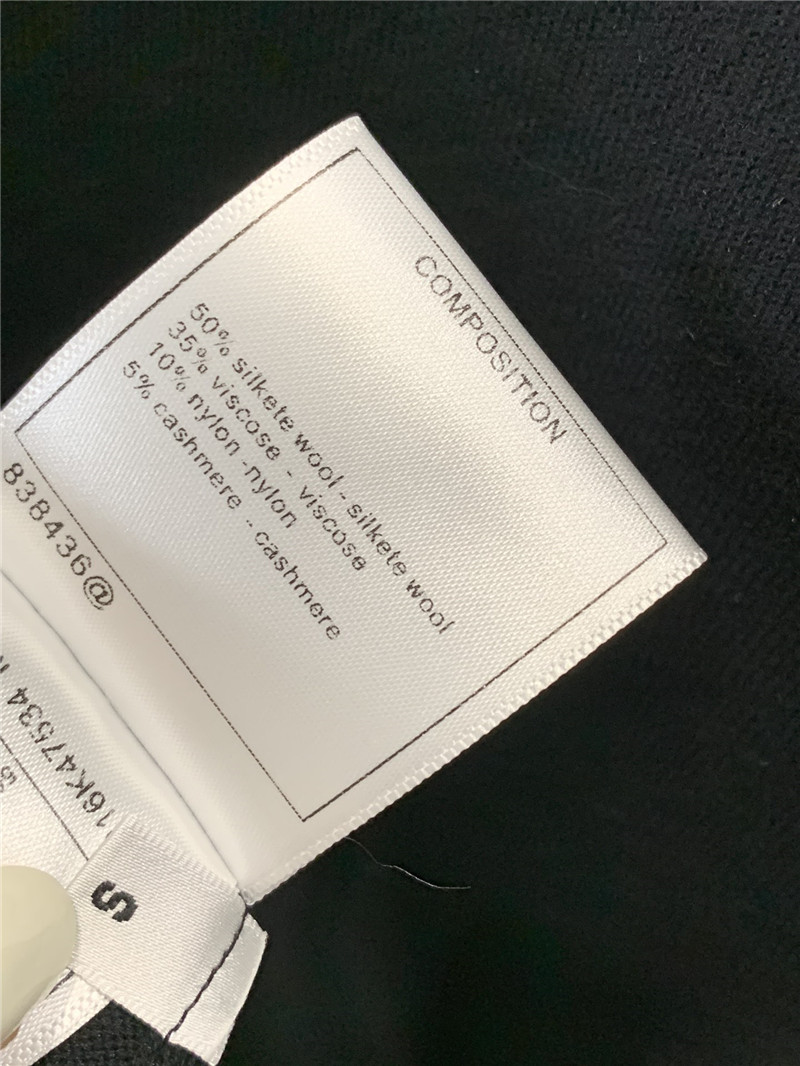 COMPOSITION
50% silkete wool - silkete wool
35% viscose - viscose
10% nylon -nylon
5% cashmere - cashmere
838436@
16K47534
S